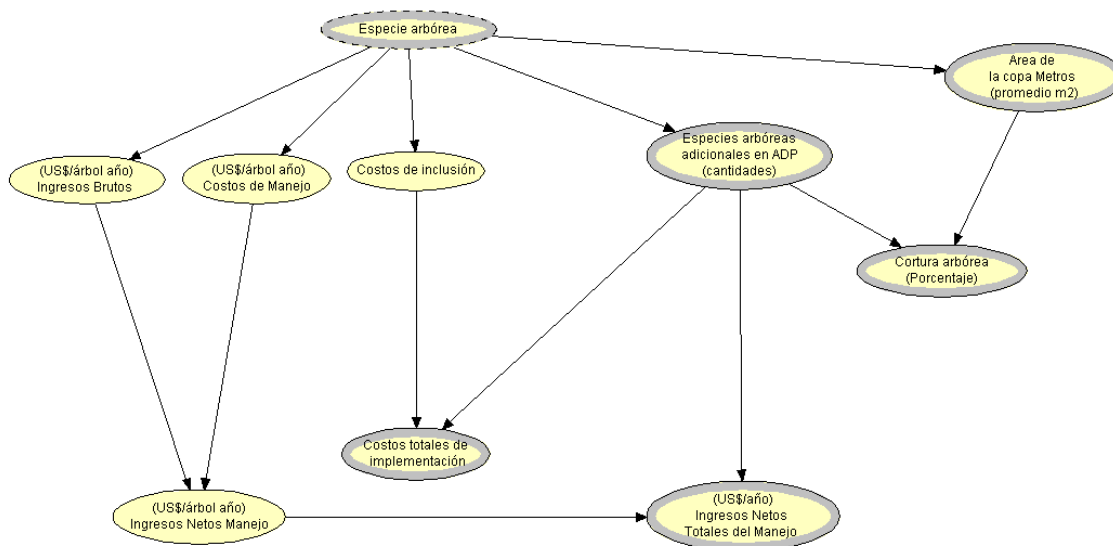 Especie arbórea
Area de
la copa Metros
(promedio m2)
(US$/árbol año)
Ingresos Brutos
(US$/árbol año)
Costos de Manejo
Costos de inclusión
Especies arbóreas
adicionales en ADP
(cantidades)
Cortura arbórea
(Porcentaje)
Costos totales de
implementación
(US$/árbol año)
Ingresos Netos Manejo
(US$/año)
Ingresos Netos
Totales del Manejo